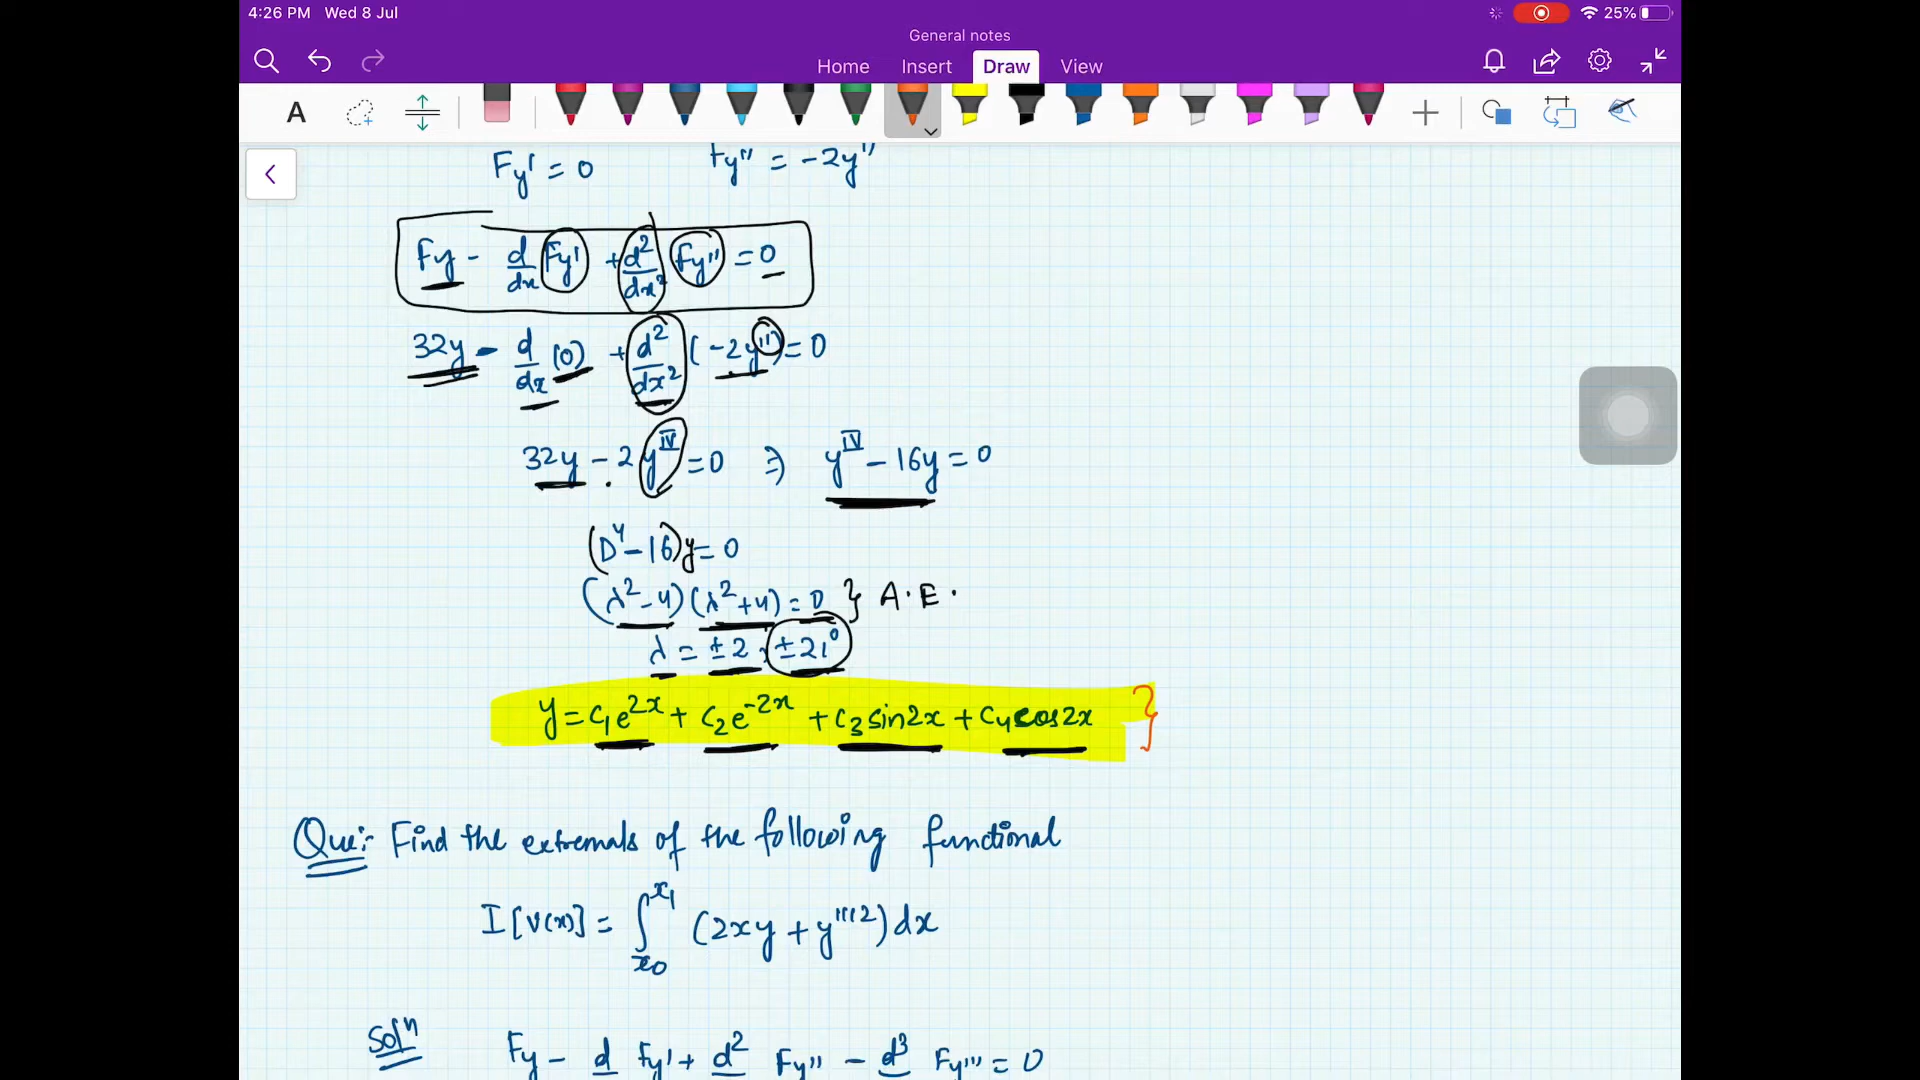 4:26 PM Wed 8 Jul 25%
General notes
Home Insert Draw View
A
Fy' = 0 Fy'' = -2y''
Fy - d/dx Fy' + d²/dx² Fy'' = 0
32y - d/dx (0) + d²/dx² (-2y'') = 0
32y - 2y^IV = 0 ⇒ y^IV - 16y = 0
(D⁴-16)y = 0
(λ²-4)(λ²+4) = 0 } A.E.
λ = ±2, ±2i
y = c₁e^2x + c₂e^-2x + c₃sin2x + c₄cos2x }
Que:- Find the extremals of the following functional
I[v(x)] = ∫x₀^x₁ (2xy + y'''²) dx
Solⁿ Fy - d Fy' + d² Fy'' - d³ Fy''' = 0